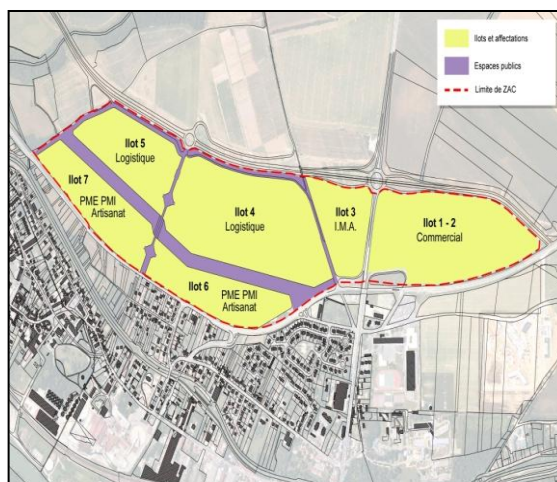 Ilots et affectations
Espaces publics
Limite de ZAC
Ilot 5
Logistique
Ilot 7
PME PMI
Artisanat
Ilot 4
Logistique
Ilot 3
I.M.A.
Ilot 1 - 2
Commercial
Ilot 6
PME PMI
Artisanat